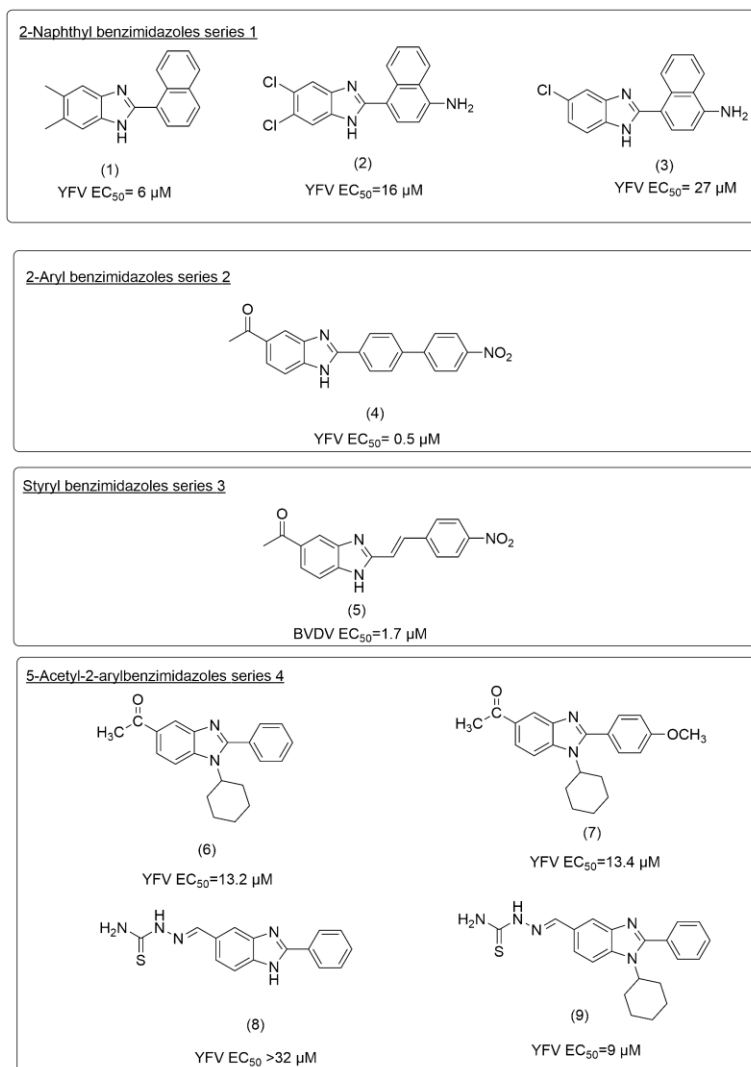 2-Naphthyl benzimidazoles series 1
N
N
H
(1)
YFV EC50= 6 µM
Cl
Cl
N
N
H
NH2
(2)
YFV EC50=16 µM
Cl
N
N
H
NH2
(3)
YFV EC50= 27 µM
2-Aryl benzimidazoles series 2
O
N
N
H
NO2
(4)
YFV EC50= 0.5 µM
Styryl benzimidazoles series 3
O
N
N
H
NO2
(5)
BVDV EC50=1.7 µM
5-Acetyl-2-arylbenzimidazoles series 4
O
H3C
C
N
N
(6)
YFV EC50=13.2 µM
O
H3C
C
N
N
OCH3
(7)
YFV EC50=13.4 µM
H2N
H
N
N
S
N
N
H
(8)
YFV EC50 >32 µM
H2N
H
N
N
S
N
N
(9)
YFV EC50=9 µM